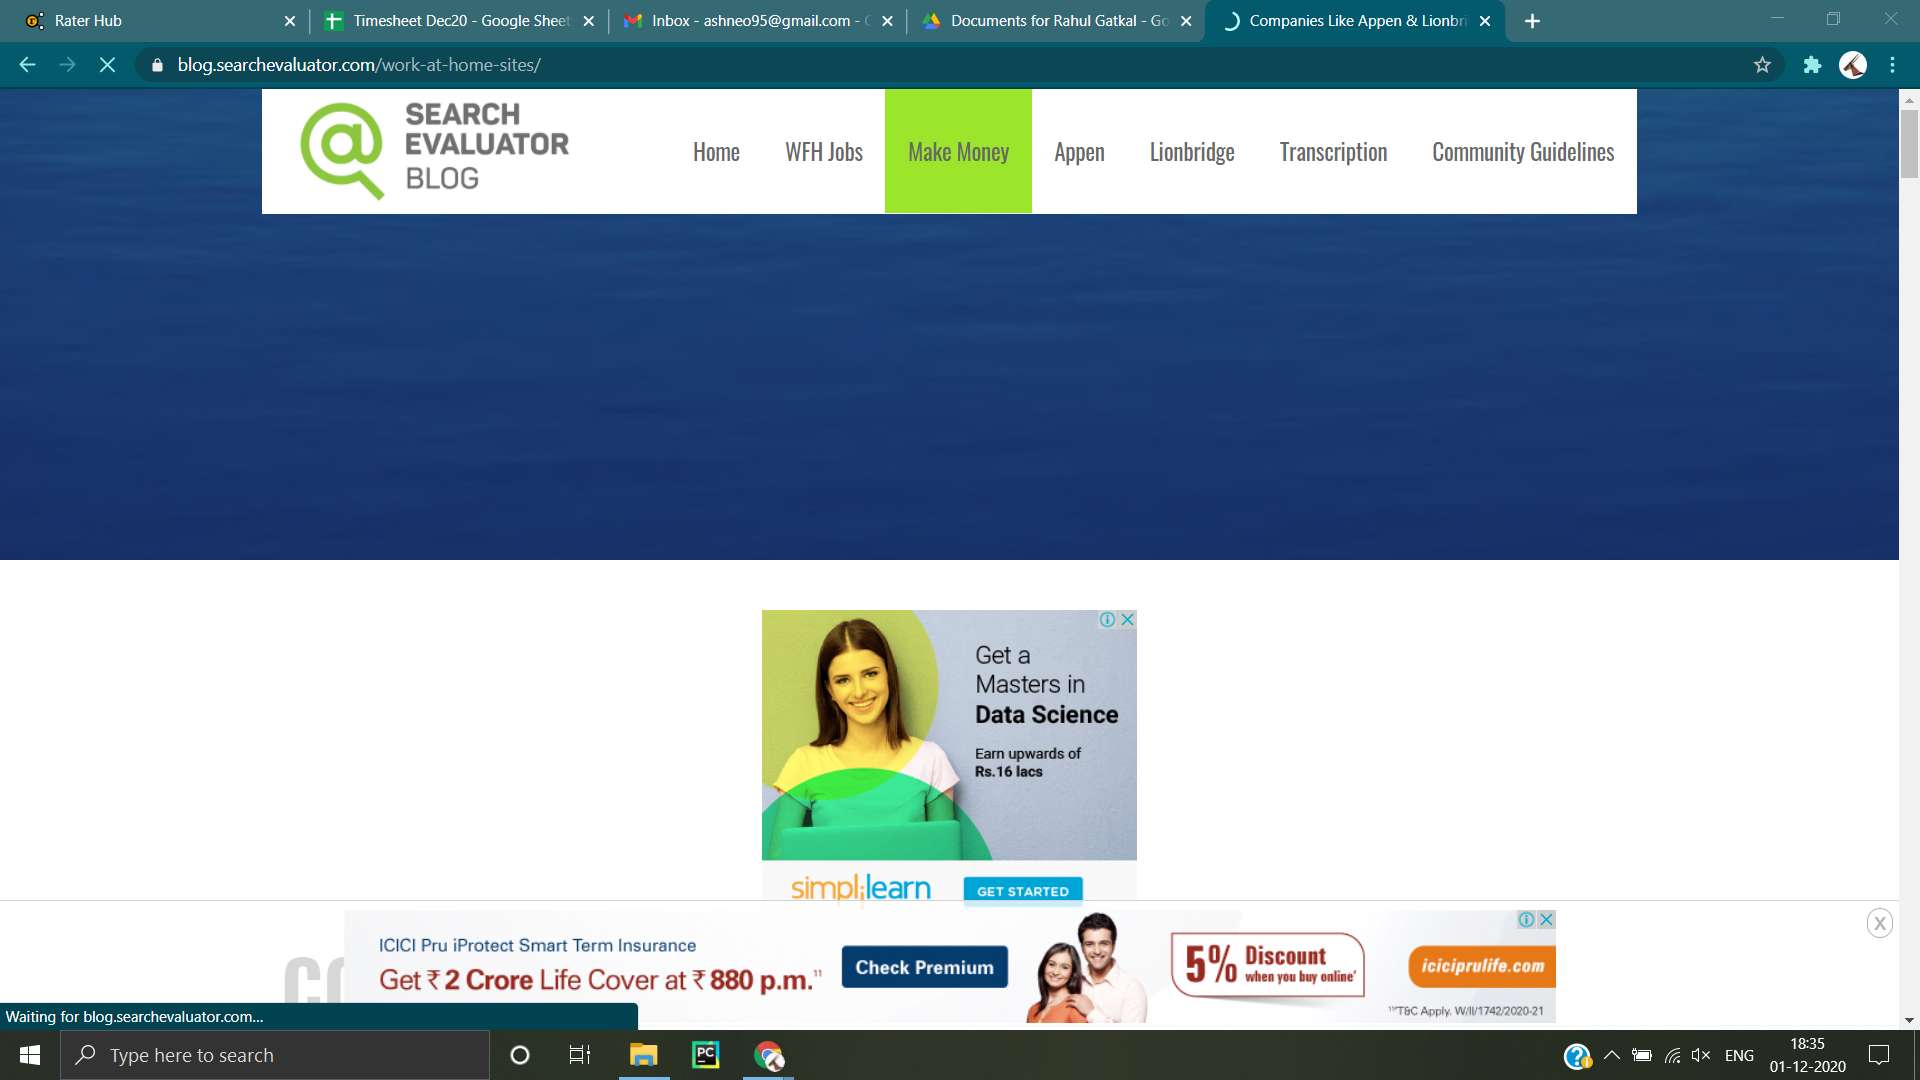 Rater Hub
Timesheet Dec20 - Google Sheet
Inbox - ashneo95@gmail.com -
Documents for Rahul Gatkal - Go
Companies Like Appen & Lionbri
blog.searchevaluator.com/work-at-home-sites/
SEARCH
EVALUATOR
BLOG
Home
WFH Jobs
Make Money
Appen
Lionbridge
Transcription
Community Guidelines
Get a
Masters in
Data Science
Earn upwards of
Rs.16 lacs
simplilearn
GET STARTED
ICICI Pru iProtect Smart Term Insurance
Get ₹ 2 Crore Life Cover at ₹ 880 p.m.¹¹
Check Premium
5% Discount
when you buy online*
iciciprulife.com
T&C Apply. W/II/1742/2020-21
X
CO
Waiting for blog.searchevaluator.com...
Type here to search
PC
ENG
18:35
01-12-2020